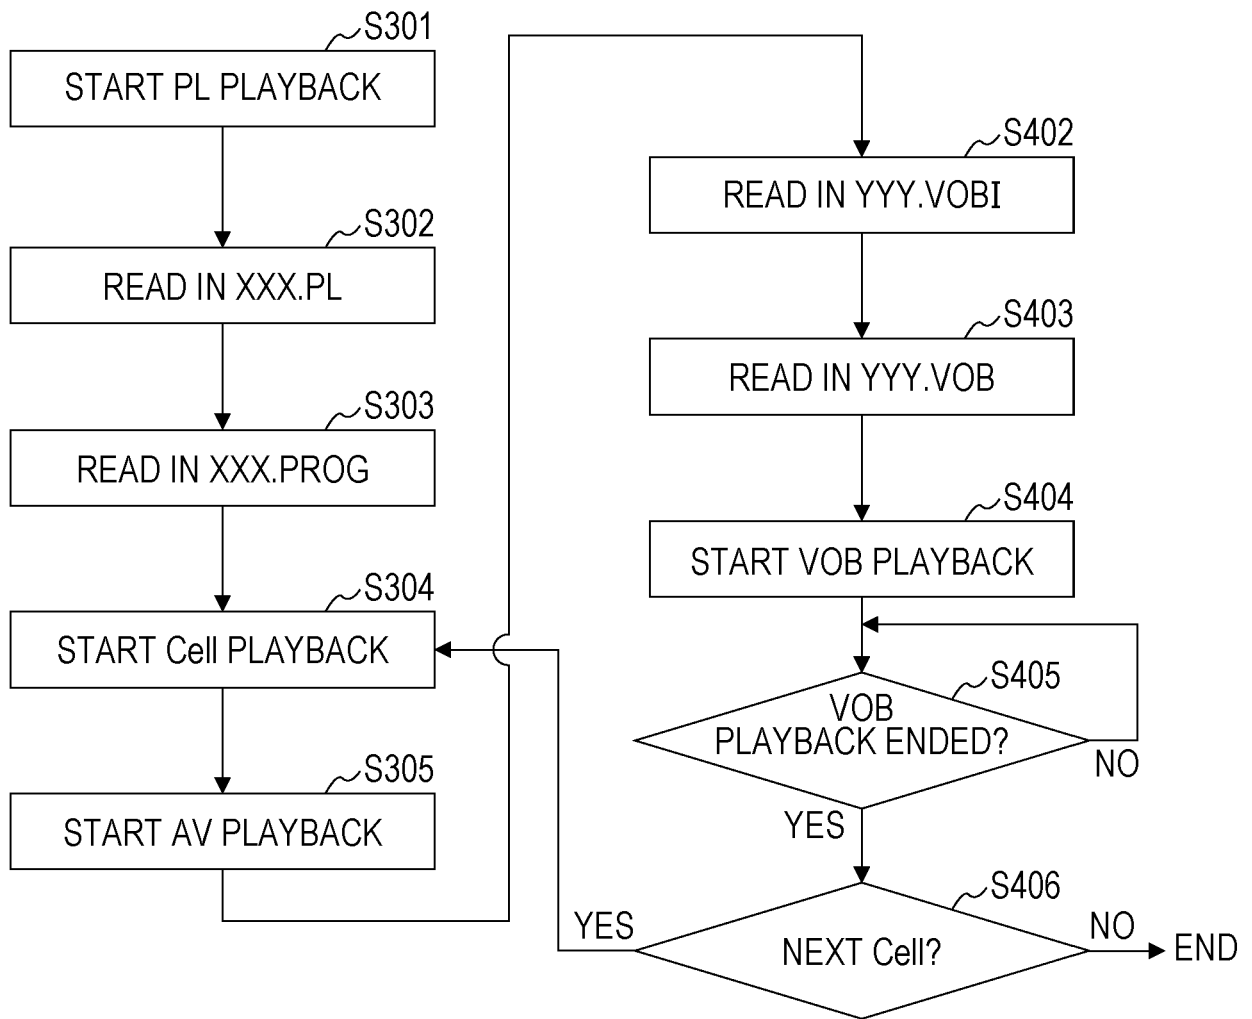 S301
START PL PLAYBACK
S302
READ IN XXX.PL
S303
READ IN XXX.PROG
S304
START Cell PLAYBACK
S305
START AV PLAYBACK
S402
READ IN YYY.VOBI
S403
READ IN YYY.VOB
S404
START VOB PLAYBACK
S405
VOB
PLAYBACK ENDED?
NO
YES
S406
NEXT Cell?
YES
NO
END